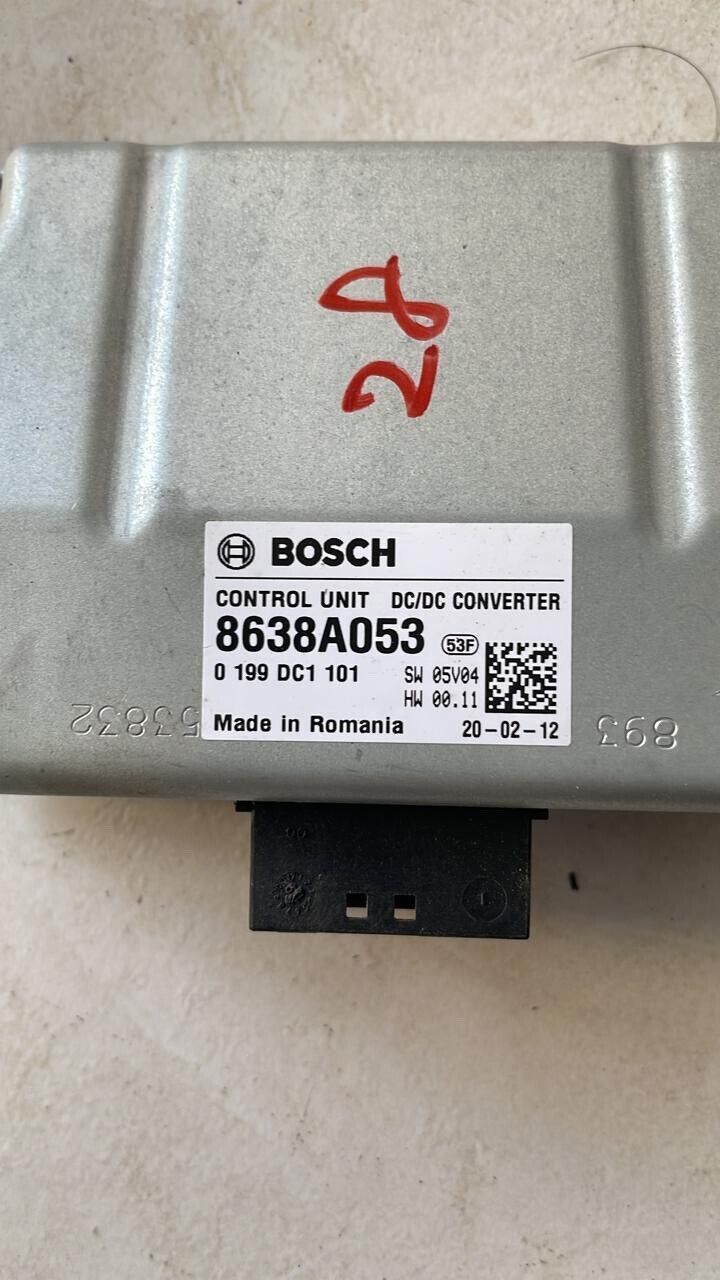 28
BOSCH
CONTROL UNIT DC/DC CONVERTER
8638A053 53F
0 199 DC1 101 SW 05V04
HW 00.11
Made in Romania 20-02-12
53832
893